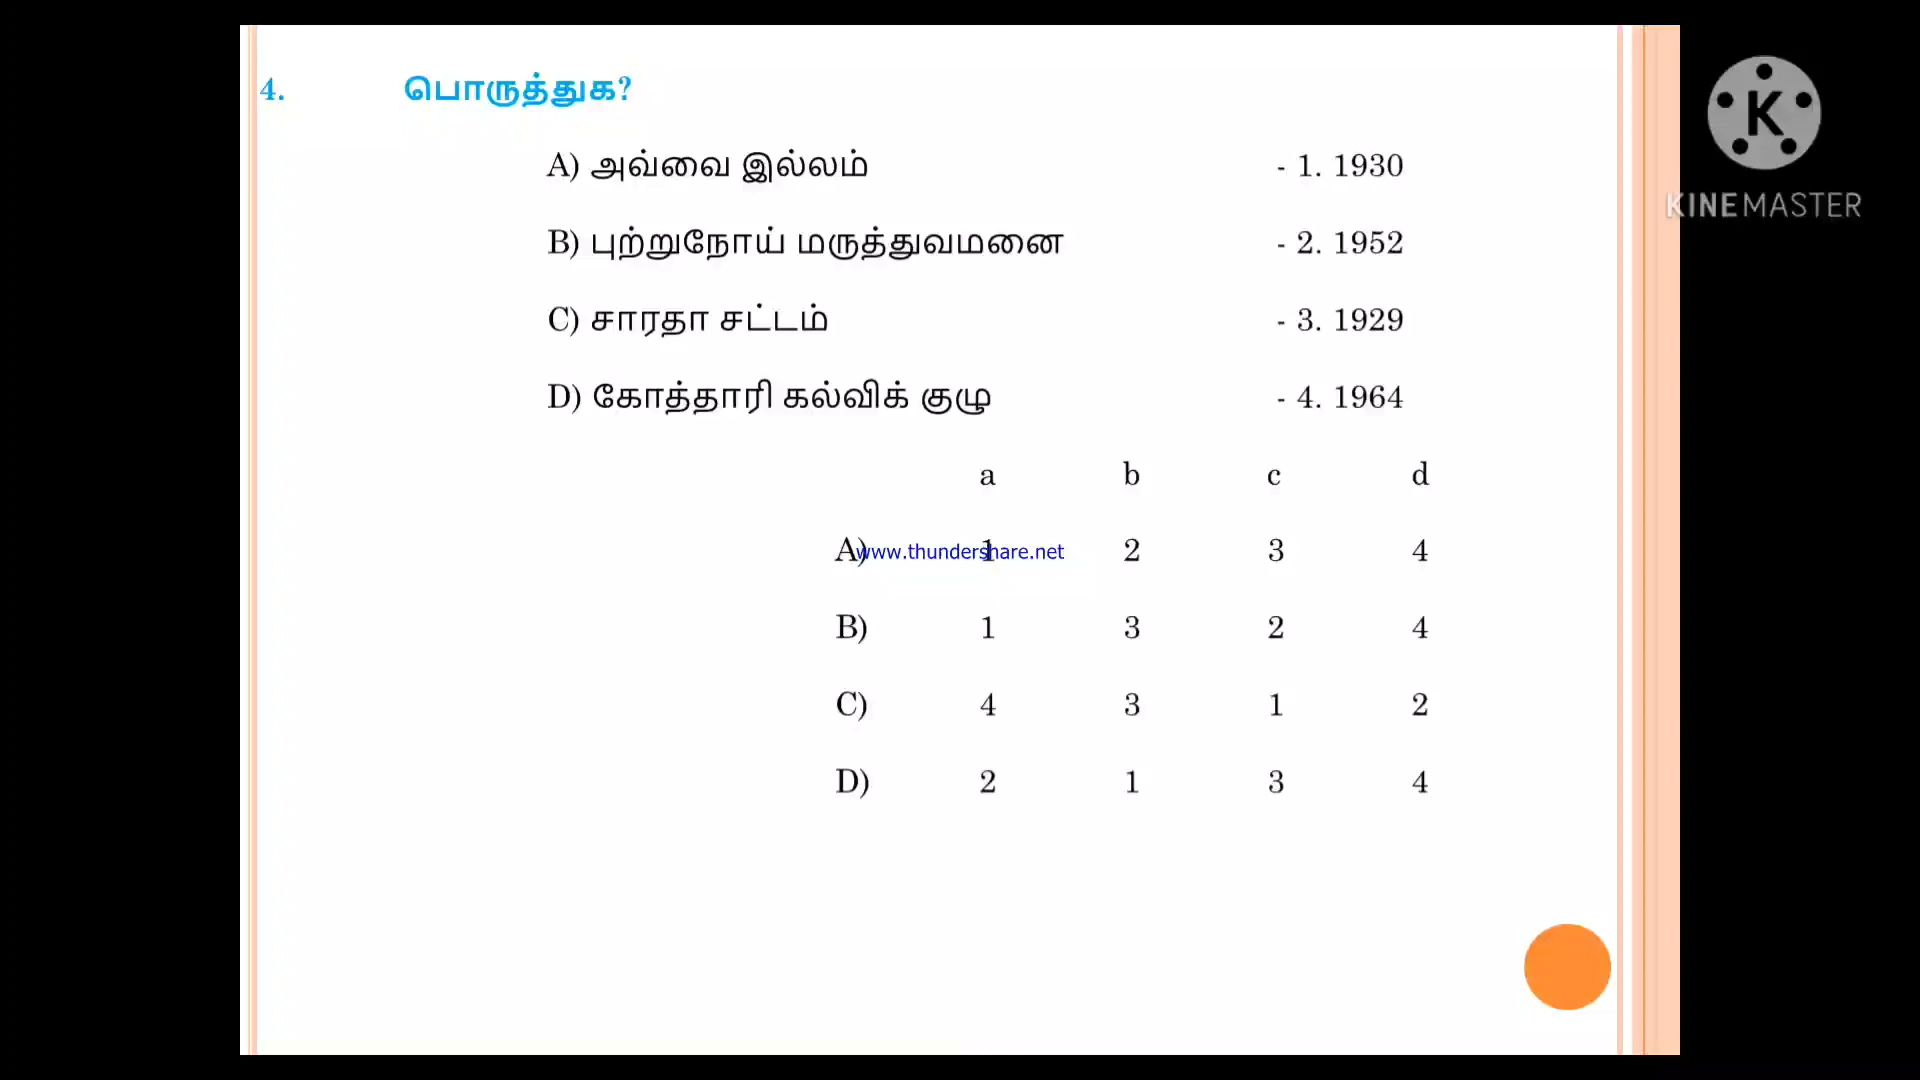 4. பொருத்துக?
A) அவ்வை இல்லம் - 1. 1930
B) புற்றுநோய் மருத்துவமனை - 2. 1952
C) சாரதா சட்டம் - 3. 1929
D) கோத்தாரி கல்விக் குழு - 4. 1964
a b c d
A) 1 2 3 4
www.thundershare.net
B) 1 3 2 4
C) 4 3 1 2
D) 2 1 3 4
K
KINEMASTER